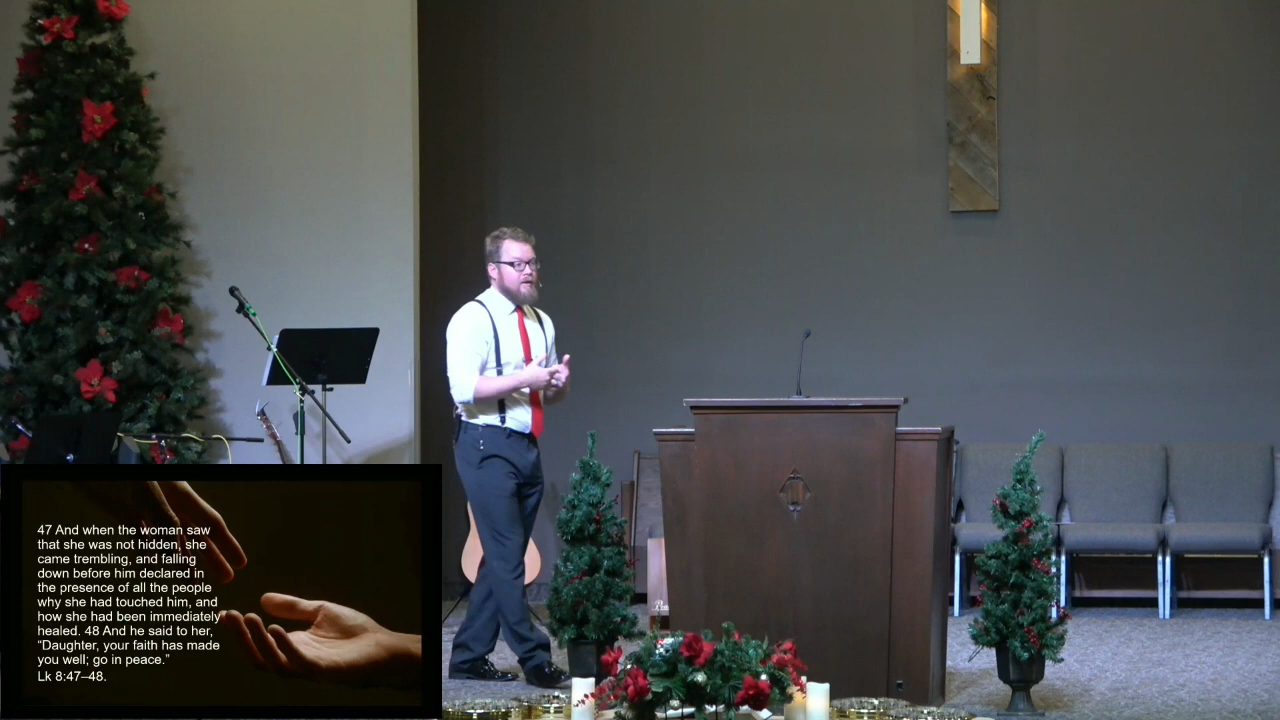 47 And when the woman saw
that she was not hidden, she
came trembling, and falling
down before him declared in
the presence of all the people
why she had touched him, and
how she had been immediately
healed. 48 And he said to her,
"Daughter, your faith has made
you well; go in peace."
Lk 8:47–48.